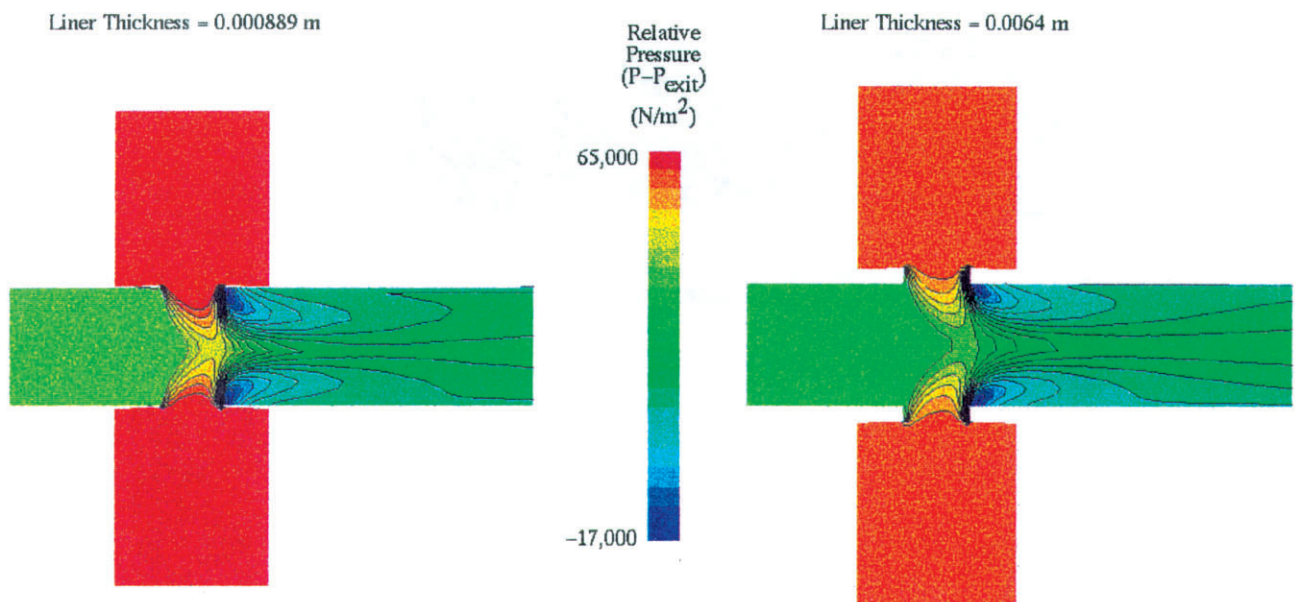 Liner Thickness = 0.000889 m
Relative
Pressure
(P–Pexit)
(N/m2)
65,000
–17,000
Liner Thickness = 0.0064 m